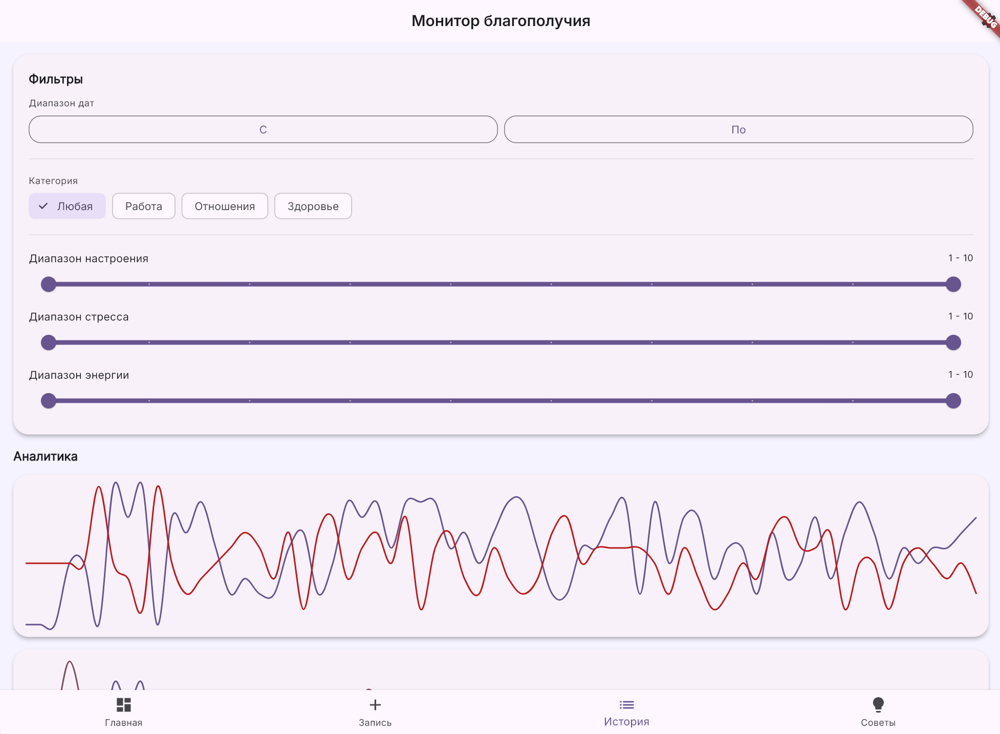 Монитор благополучия
DEBUG
Фильтры
Диапазон дат
С
По
Категория
Любая
Работа
Отношения
Здоровье
Диапазон настроения
1 - 10
Диапазон стресса
1 - 10
Диапазон энергии
1 - 10
Аналитика
Главная
Запись
История
Советы